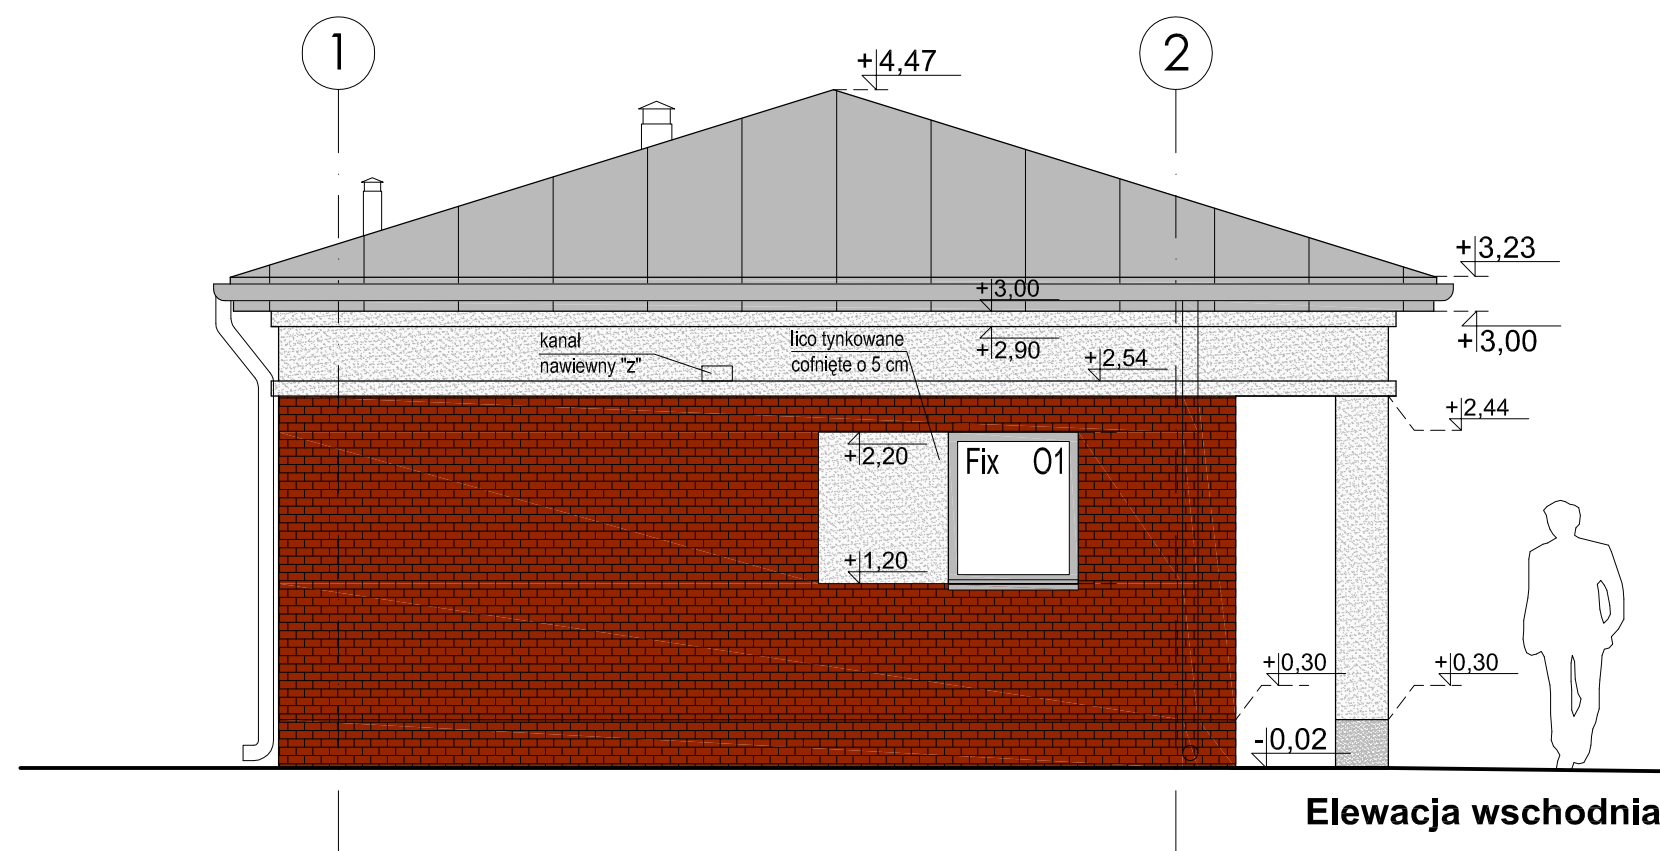 1
2
+4,47
+3,23
+3,00
+3,00
+2,90
kanał
nawiewny "z"
lico tynkowane
cofnięte o 5 cm
+2,54
+2,44
+2,20
Fix O1
+1,20
+0,30
+0,30
-0,02
Elewacja wschodnia